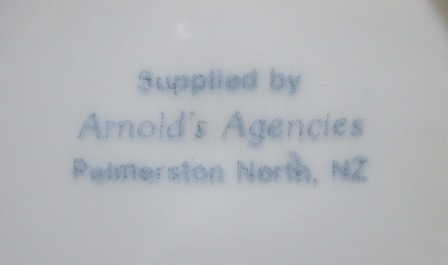 Supplied by
Arnold's Agencies
Palmerston North, NZ